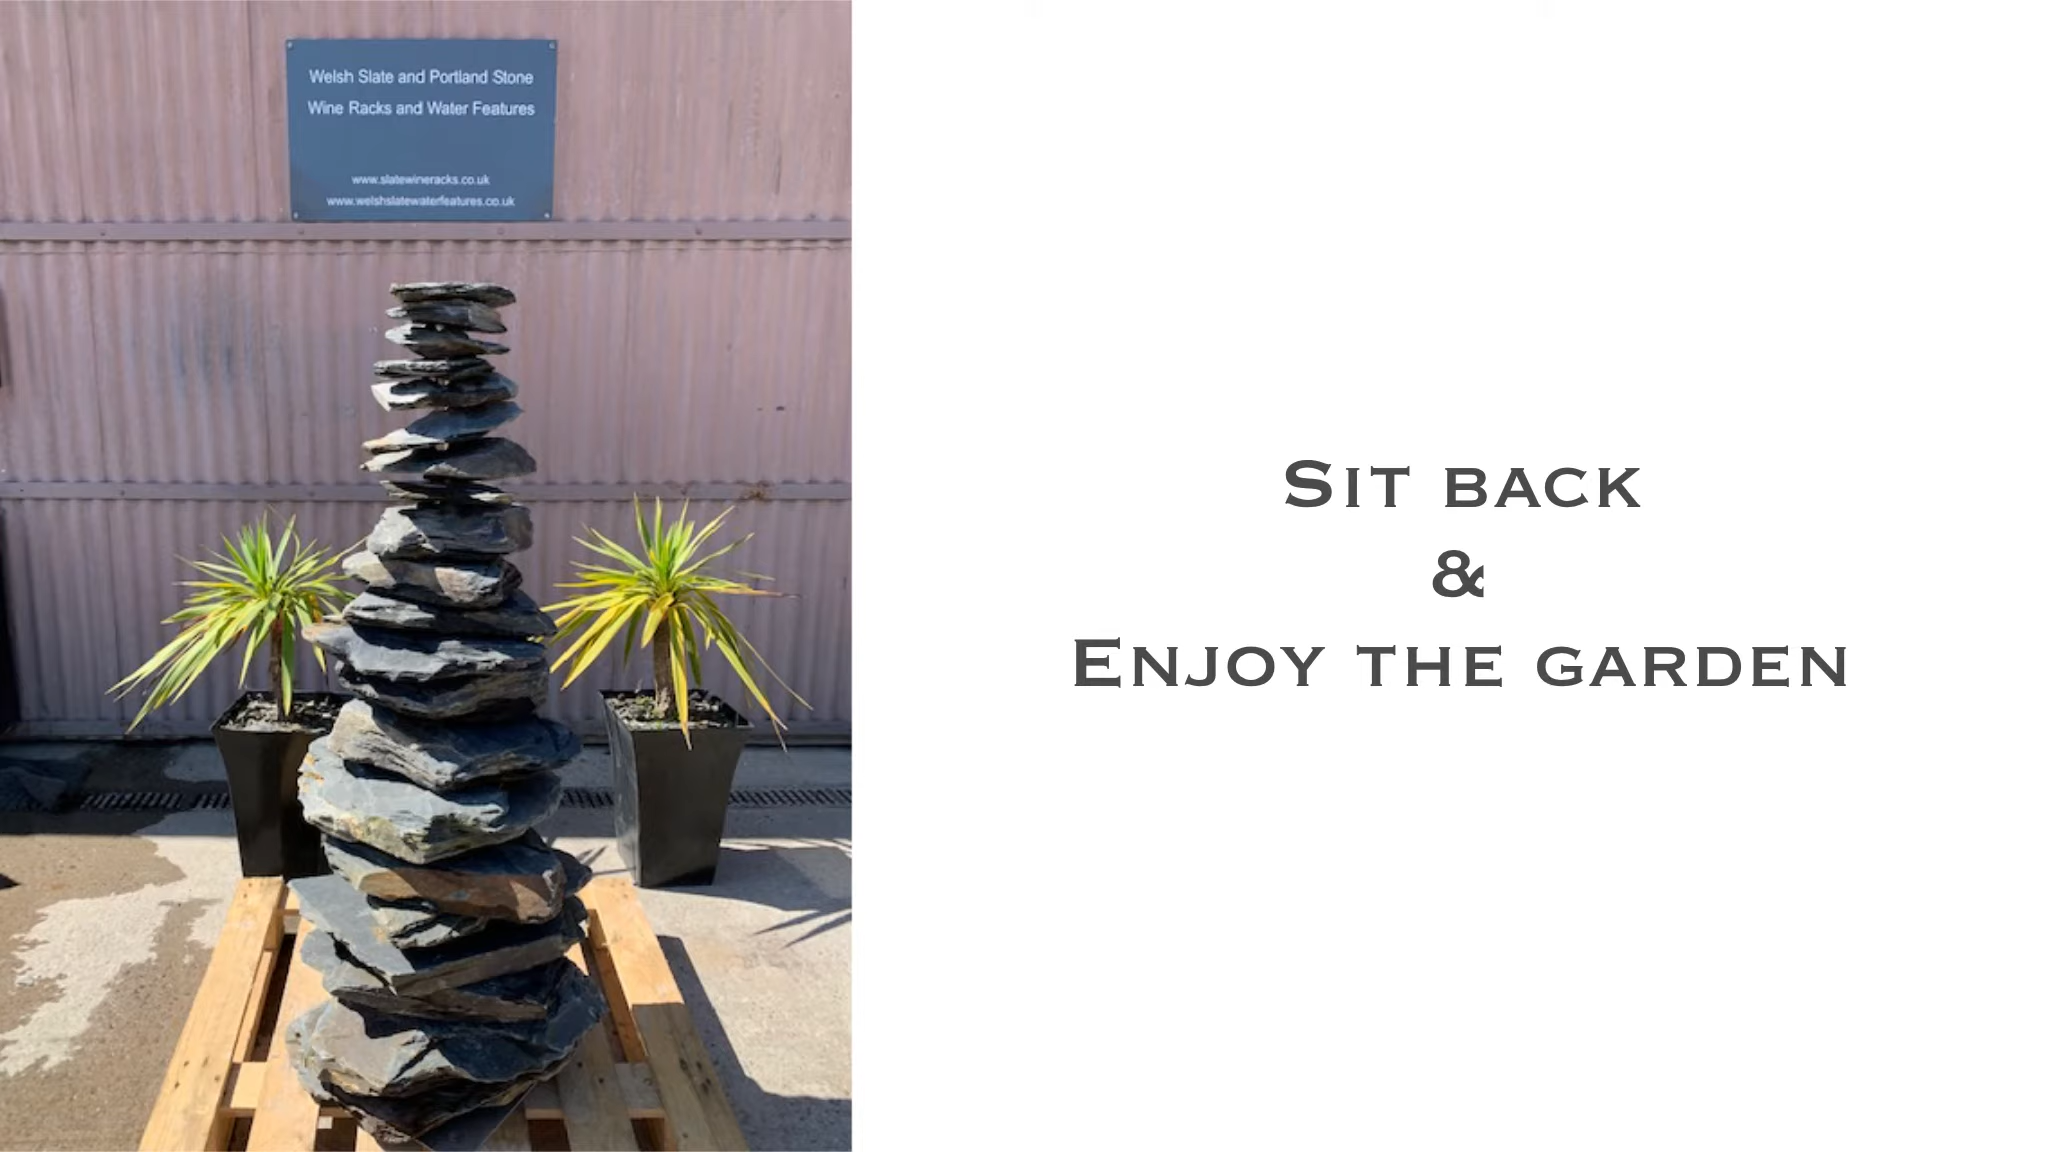 Welsh Slate and Portland Stone
Wine Racks and Water Features
www.slatewineracks.co.uk
www.welshslatewaterfeatures.co.uk
Sit back
&
Enjoy the garden